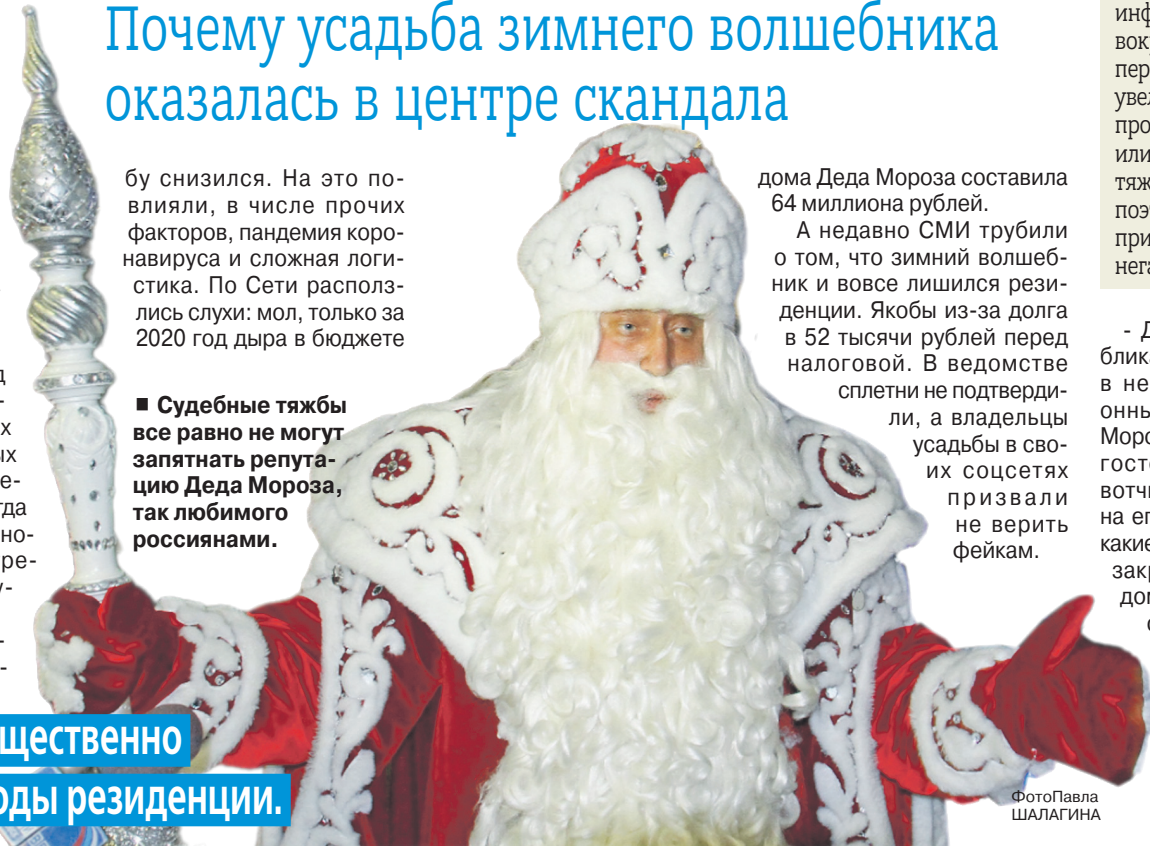 Почему усадьба зимнего волшебника
оказалась в центре скандала
бу снизился. На это по-
влияли, в числе прочих
факторов, пандемия коро-
навируса и сложная логи-
стика. По Сети располз-
лись слухи: мол, только за
2020 год дыра в бюджете
■ Судебные тяжбы
все равно не могут
запятнать репута-
цию Деда Мороза,
так любимого
россиянами.
дома Деда Мороза составила
64 миллиона рублей.
А недавно СМИ трубили
о том, что зимний волшеб-
ник и вовсе лишился рези-
денции. Якобы из-за долга
в 52 тысячи рублей перед
налоговой. В ведомстве
сплетни не подтверди-
ли, а владельцы
усадьбы в сво-
их соцсетях
призвали
не верить
фейкам.
щественно
оды резиденции.
ФотоПавла
ШАЛАГИНА